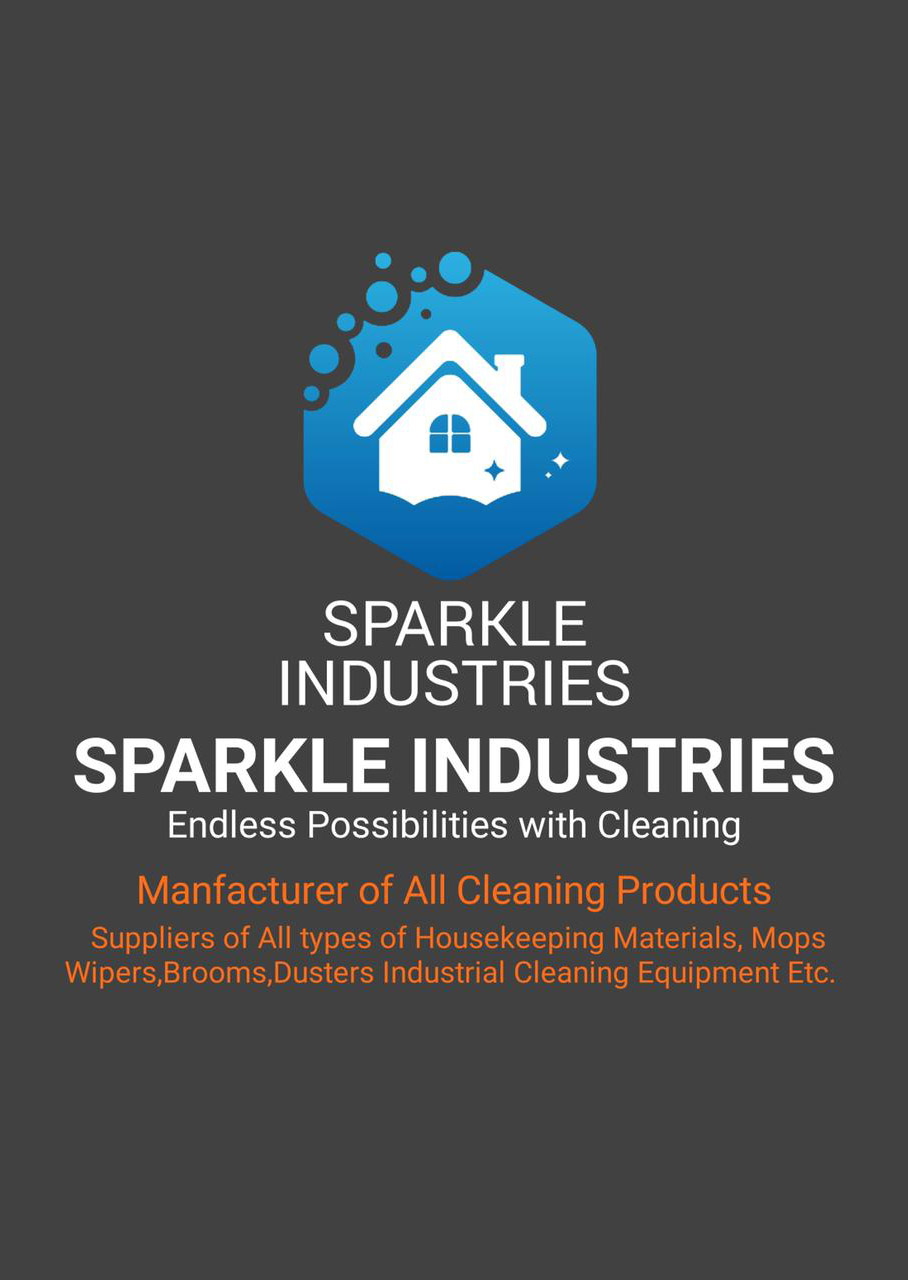 SPARKLE
INDUSTRIES
SPARKLE INDUSTRIES
Endless Possibilities with Cleaning
Manfacturer of All Cleaning Products
Suppliers of All types of Housekeeping Materials, Mops
Wipers,Brooms,Dusters Industrial Cleaning Equipment Etc.